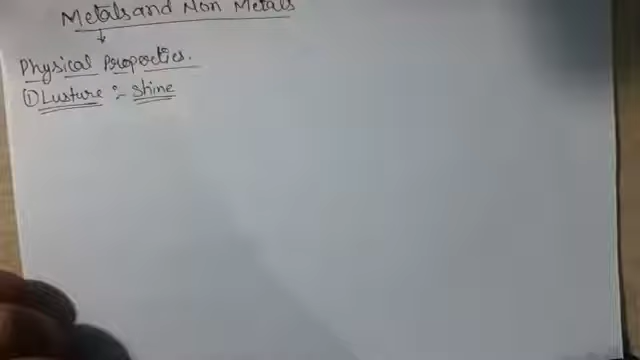 Metals and Non Metals
↓
Physical Properties.
① Lusture :- Shine